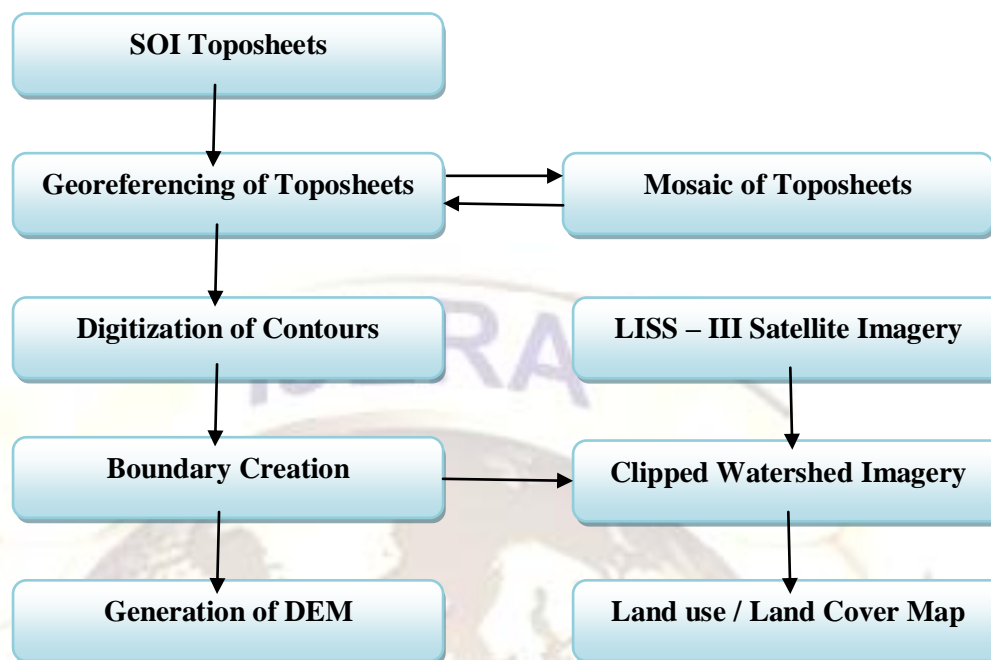 SOI Toposheets
Georeferencing of Toposheets
Mosaic of Toposheets
Digitization of Contours
LISS – III Satellite Imagery
IJERA
Boundary Creation
Clipped Watershed Imagery
Generation of DEM
Land use / Land Cover Map